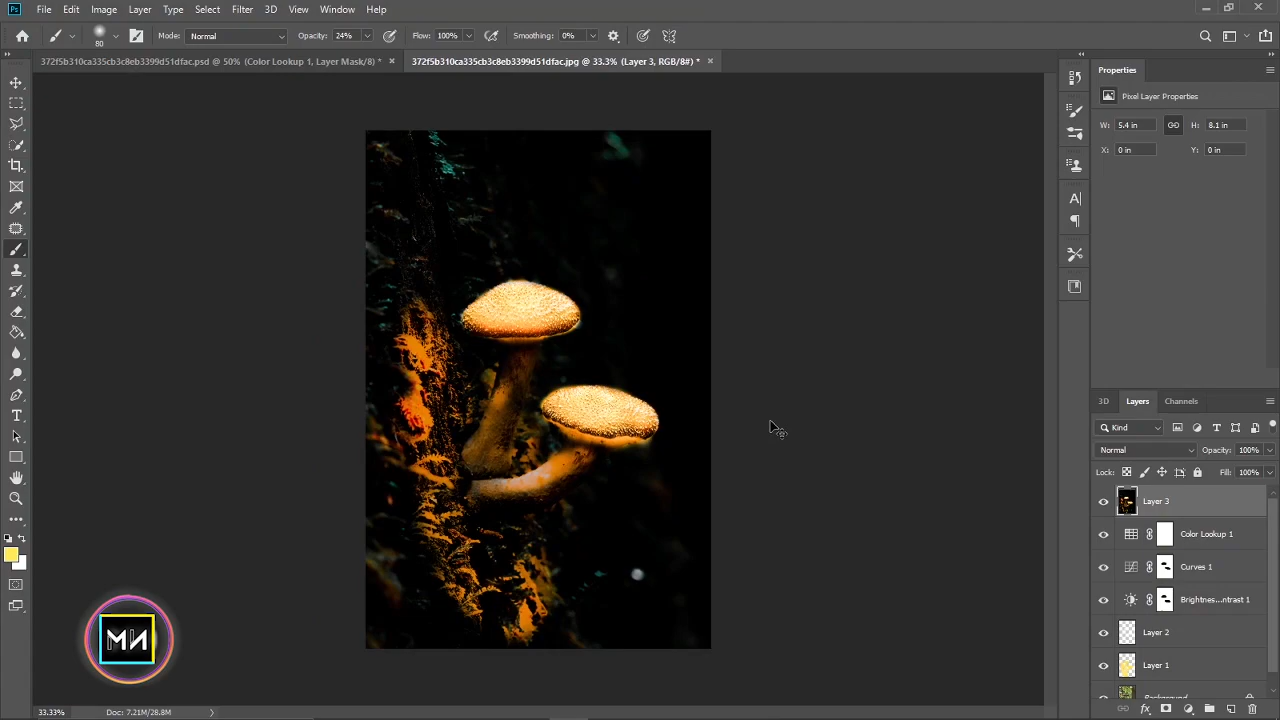 Ps File Edit Image Layer Type Select Filter 3D View Window Help
80 Mode: Normal Opacity: 24% Flow: 100% Smoothing: 0%
372f5b310ca335cb3c8eb3399d51dfac.psd @ 50% (Color Lookup 1, Layer Mask/8) * × 372f5b310ca335cb3c8eb3399d51dfac.jpg @ 33.3% (Layer 3, RGB/8#) * ×
Properties
Pixel Layer Properties
W: 5.4 in H: 8.1 in
X: 0 in Y: 0 in
3D Layers Channels
Kind
Normal Opacity: 100%
Lock: Fill: 100%
Layer 3
Color Lookup 1
Curves 1
Brightnes...ntrast 1
Layer 2
Layer 1
Background
MN
33.33% Doc: 7.21M/28.8M